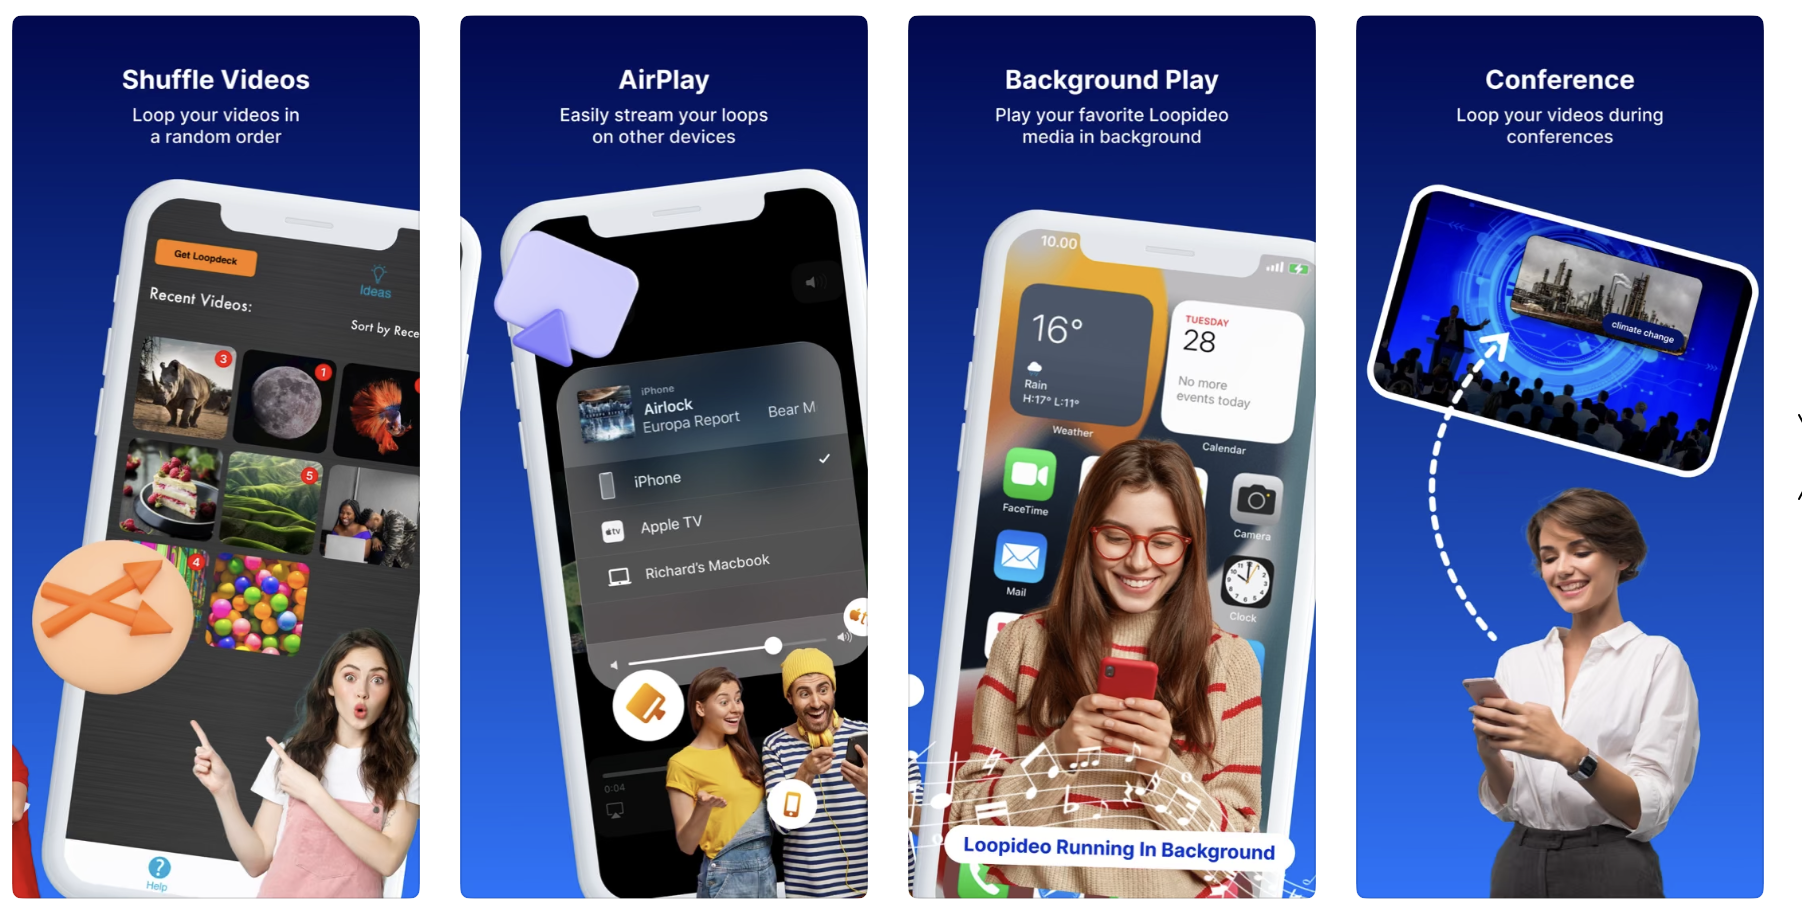 Shuffle Videos
Loop your videos in
a random order
Get Loopdeck
Ideas
Recent Videos:
Sort by Rece
3
1
5
4
?
Help
AirPlay
Easily stream your loops
on other devices
iPhone
Airlock
Europa Report
Bear M
iPhone
tv
Apple TV
Richard's Macbook
0:04
Background Play
Play your favorite Loopideo
media in background
10.00
16°
Rain
H:17° L:11°
Weather
TUESDAY
28
No more
events today
Calendar
FaceTime
Camera
Mail
Clock
Loopideo Running In Background
Conference
Loop your videos during
conferences
climate change